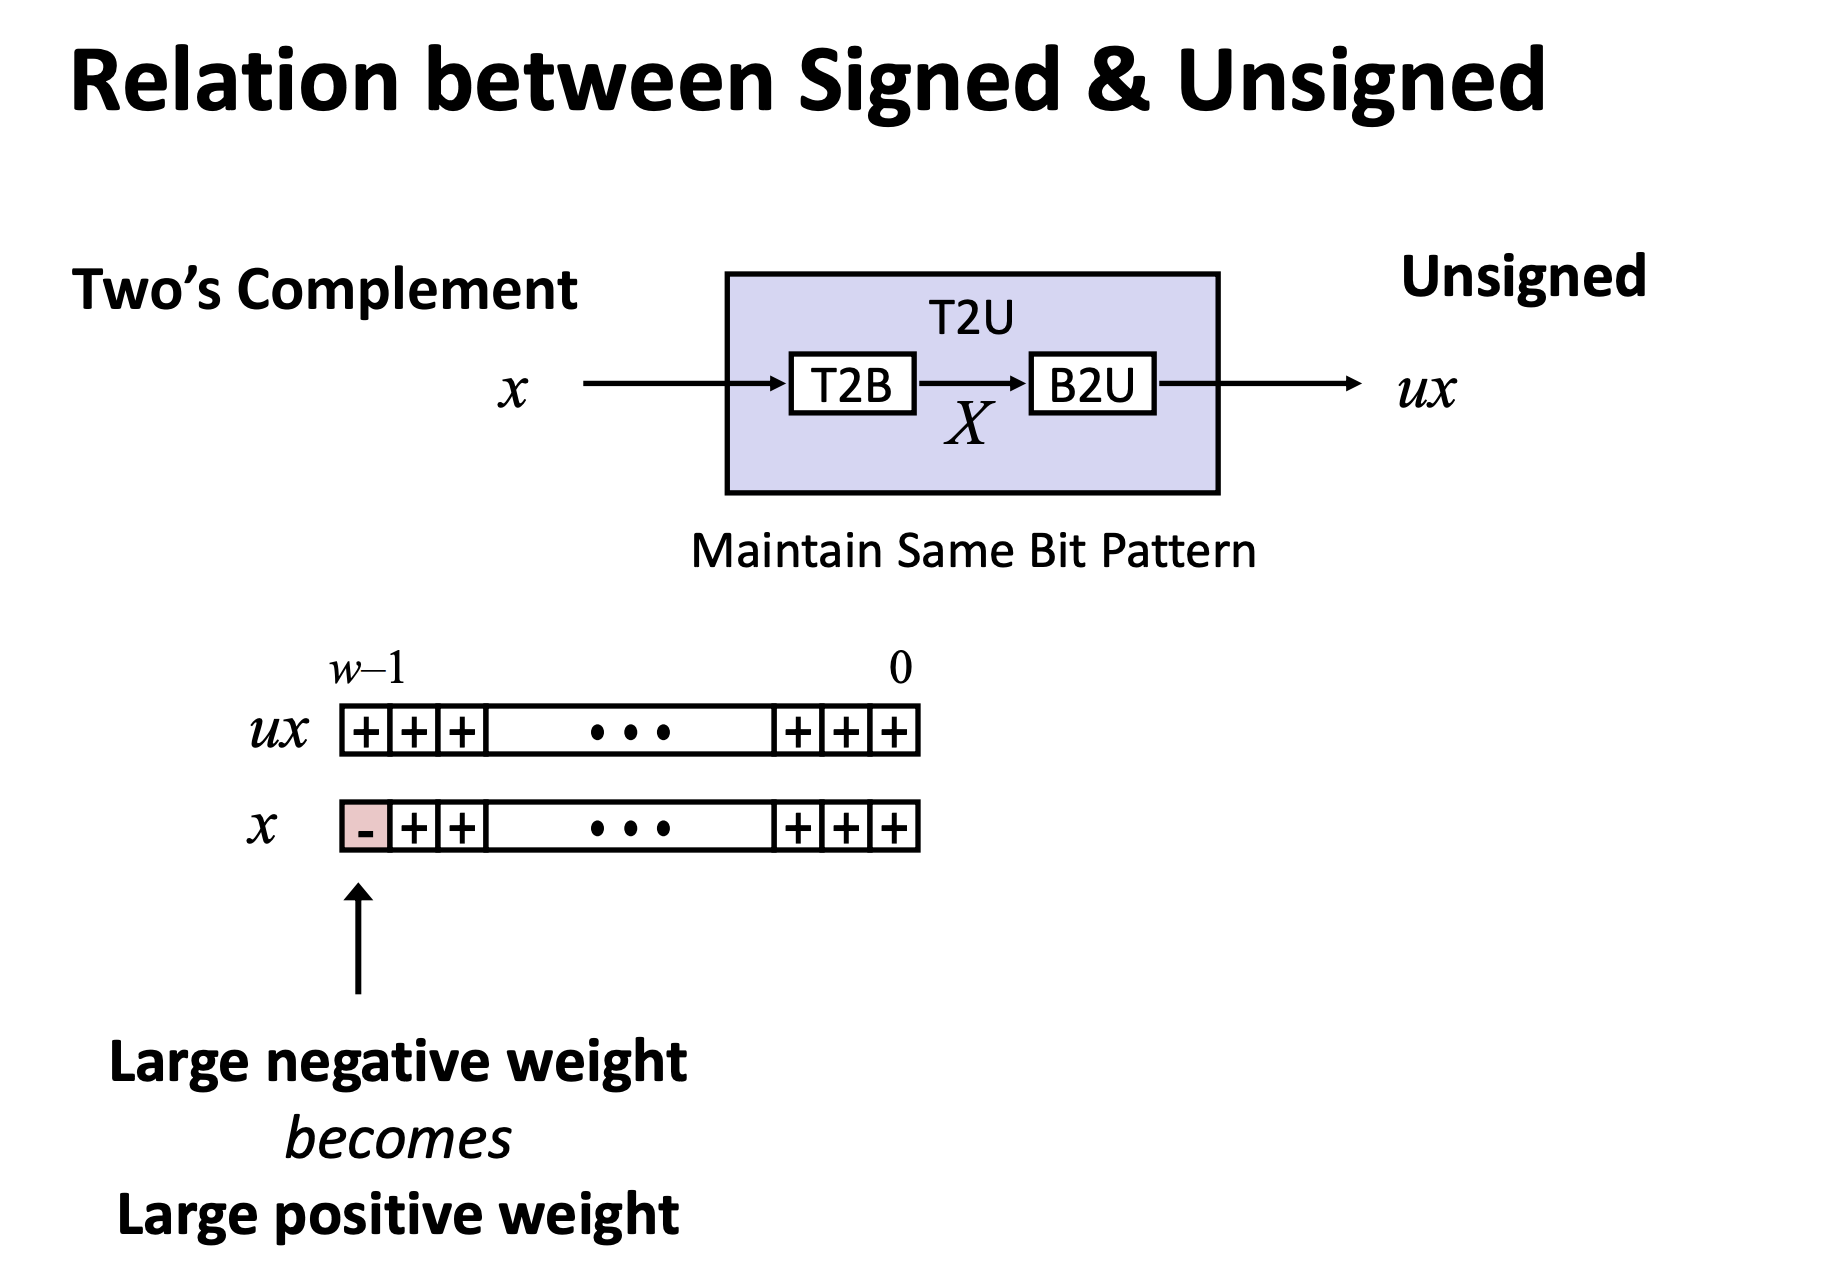 Relation between Signed & Unsigned
Two’s Complement
Unsigned
T2U
x
T2B
X
B2U
ux
Maintain Same Bit Pattern
w–1 0
ux + + + • • • + + +
x - + + • • • + + +
Large negative weight
becomes
Large positive weight